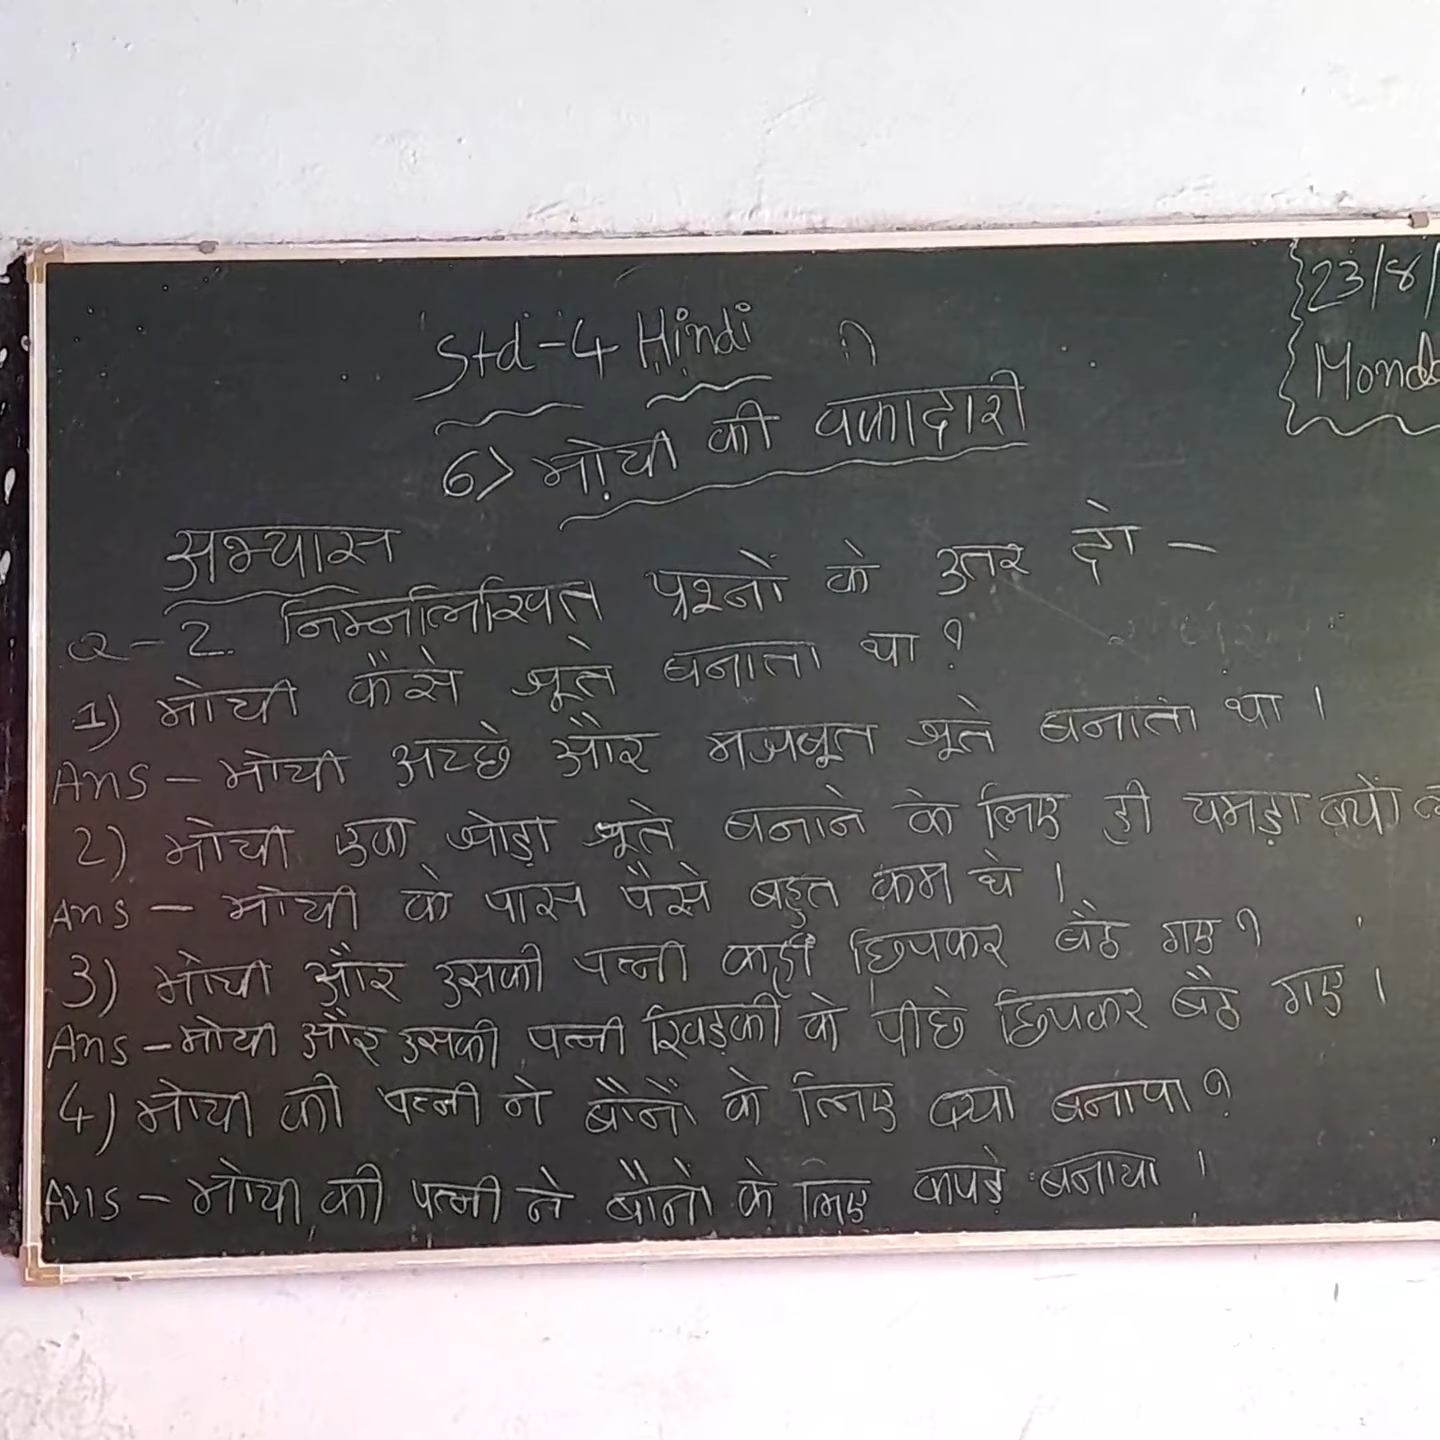 Std-4 Hindi
23/8/
Mond
6> मोची की वफादारी
अभ्यास
Q-2. निम्नलिखित प्रश्नों के उतर दो -
1) मोची कैसे जूते बनाता था?
Ans - मोची अच्छे और मजबूत जूते बनाता था।
2) मोची एक जोड़ा जूते बनाने के लिए ही चमड़ा क्यों
Ans - मोची के पास पैसे बहुत कम थे।
3) मोची और उसकी पत्नी कहाँ छिपकर बैठ गए?
Ans - मोची और उसकी पत्नी खिड़की के पीछे छिपकर बैठ गए।
4) मोची की पत्नी ने बौनों के लिए क्या बनाया?
Ans - मोची की पत्नी ने बौनों के लिए कपड़े बनाया।